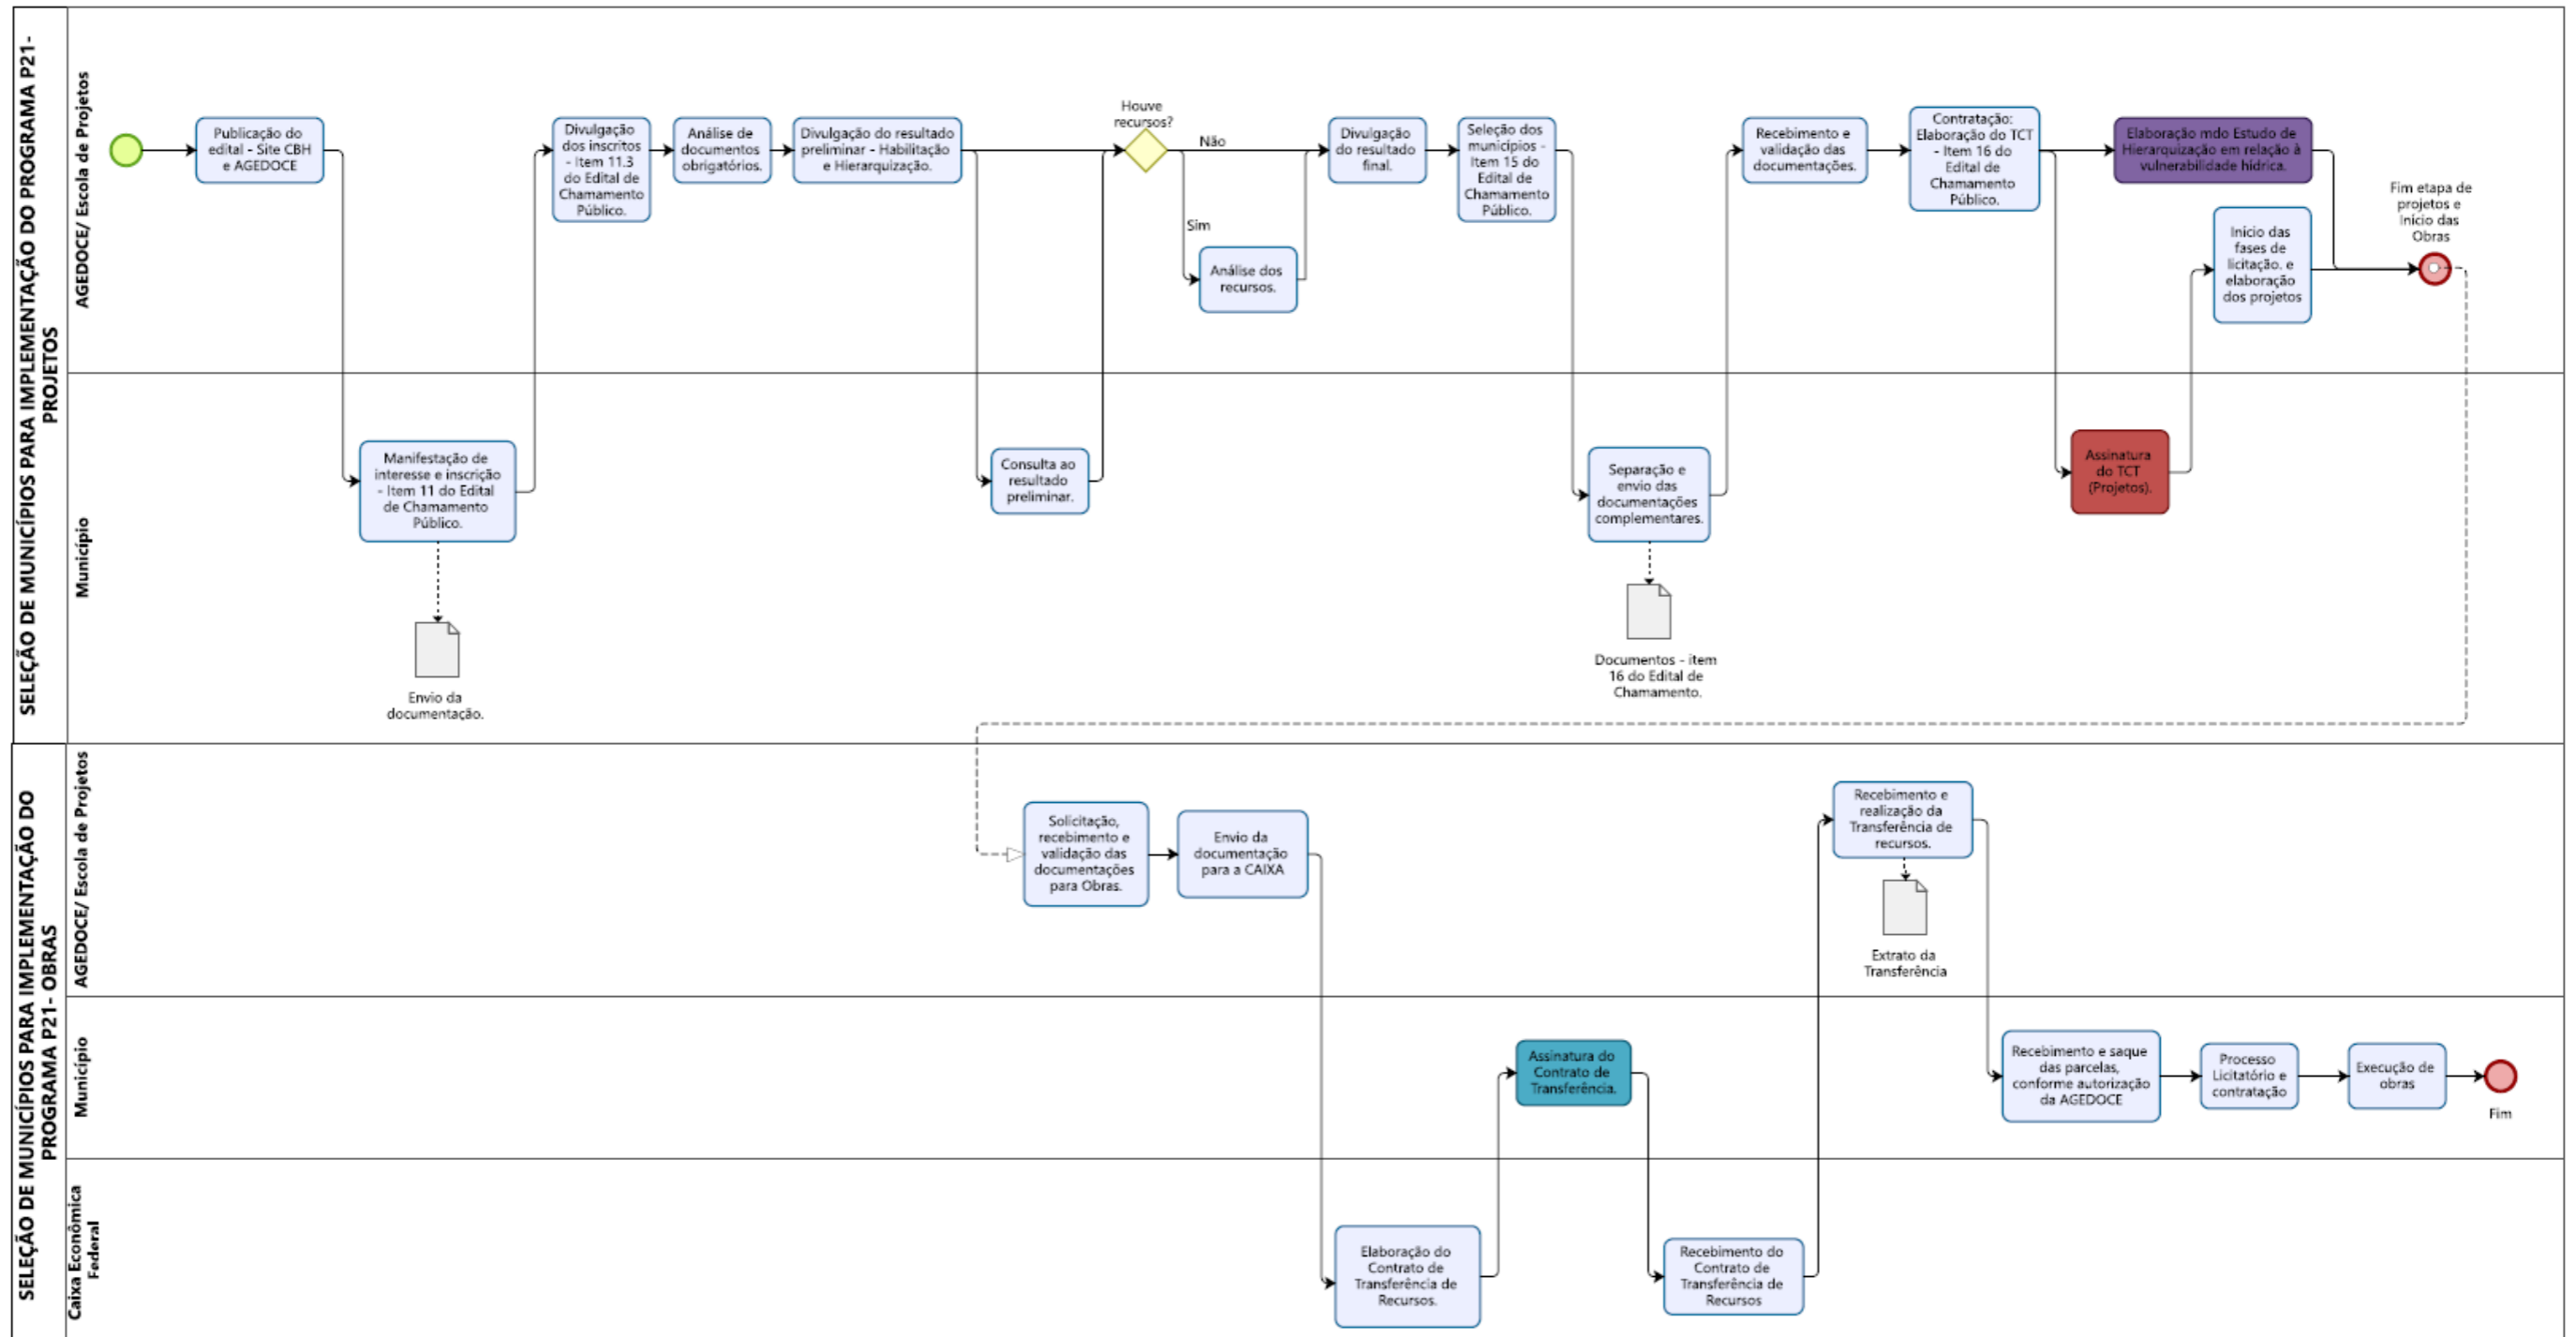 SELEÇÃO DE MUNICÍPIOS PARA IMPLEMENTAÇÃO DO PROGRAMA P21-
PROJETOS
AGEDOCE/ Escola de Projetos
Publicação do
edital - Site CBH
e AGEDOCE
Divulgação
dos inscritos
- Item 11.3
do Edital de
Chamamento
Público.
Análise de
documentos
obrigatórios.
Divulgação do resultado
preliminar - Habilitação
e Hierarquização.
Houve
recursos?
Não
Sim
Análise dos
recursos.
Divulgação
do resultado
final.
Seleção dos
municípios -
Item 15 do
Edital de
Chamamento
Público.
Recebimento e
validação das
documentações.
Contratação:
Elaboração do TCT
- Item 16 do
Edital de
Chamamento
Público.
Elaboração mdo Estudo de
Hierarquização em relação à
vulnerabilidade hídrica.
Início das
fases de
licitação. e
elaboração
dos projetos
Fim etapa de
projetos e
Início das
Obras
Município
Manifestação de
interesse e inscrição
- Item 11 do Edital
de Chamamento
Público.
Envio da
documentação.
Consulta ao
resultado
preliminar.
Separação e
envio das
documentações
complementares.
Documentos - item
16 do Edital de
Chamamento.
Assinatura
do TCT
(Projetos).
SELEÇÃO DE MUNICÍPIOS PARA IMPLEMENTAÇÃO DO
PROGRAMA P21- OBRAS
AGEDOCE/ Escola de Projetos
Solicitação,
recebimento e
validação das
documentações
para Obras.
Envio da
documentação
para a CAIXA
Recebimento e
realização da
Transferência de
recursos.
Extrato da
Transferência
Município
Assinatura do
Contrato de
Transferência.
Recebimento e saque
das parcelas,
conforme autorização
da AGEDOCE
Processo
Licitatório e
contratação
Execução de
obras
Fim
Caixa Econômica
Federal
Elaboração do
Contrato de
Transferência de
Recursos.
Recebimento do
Contrato de
Transferência de
Recursos